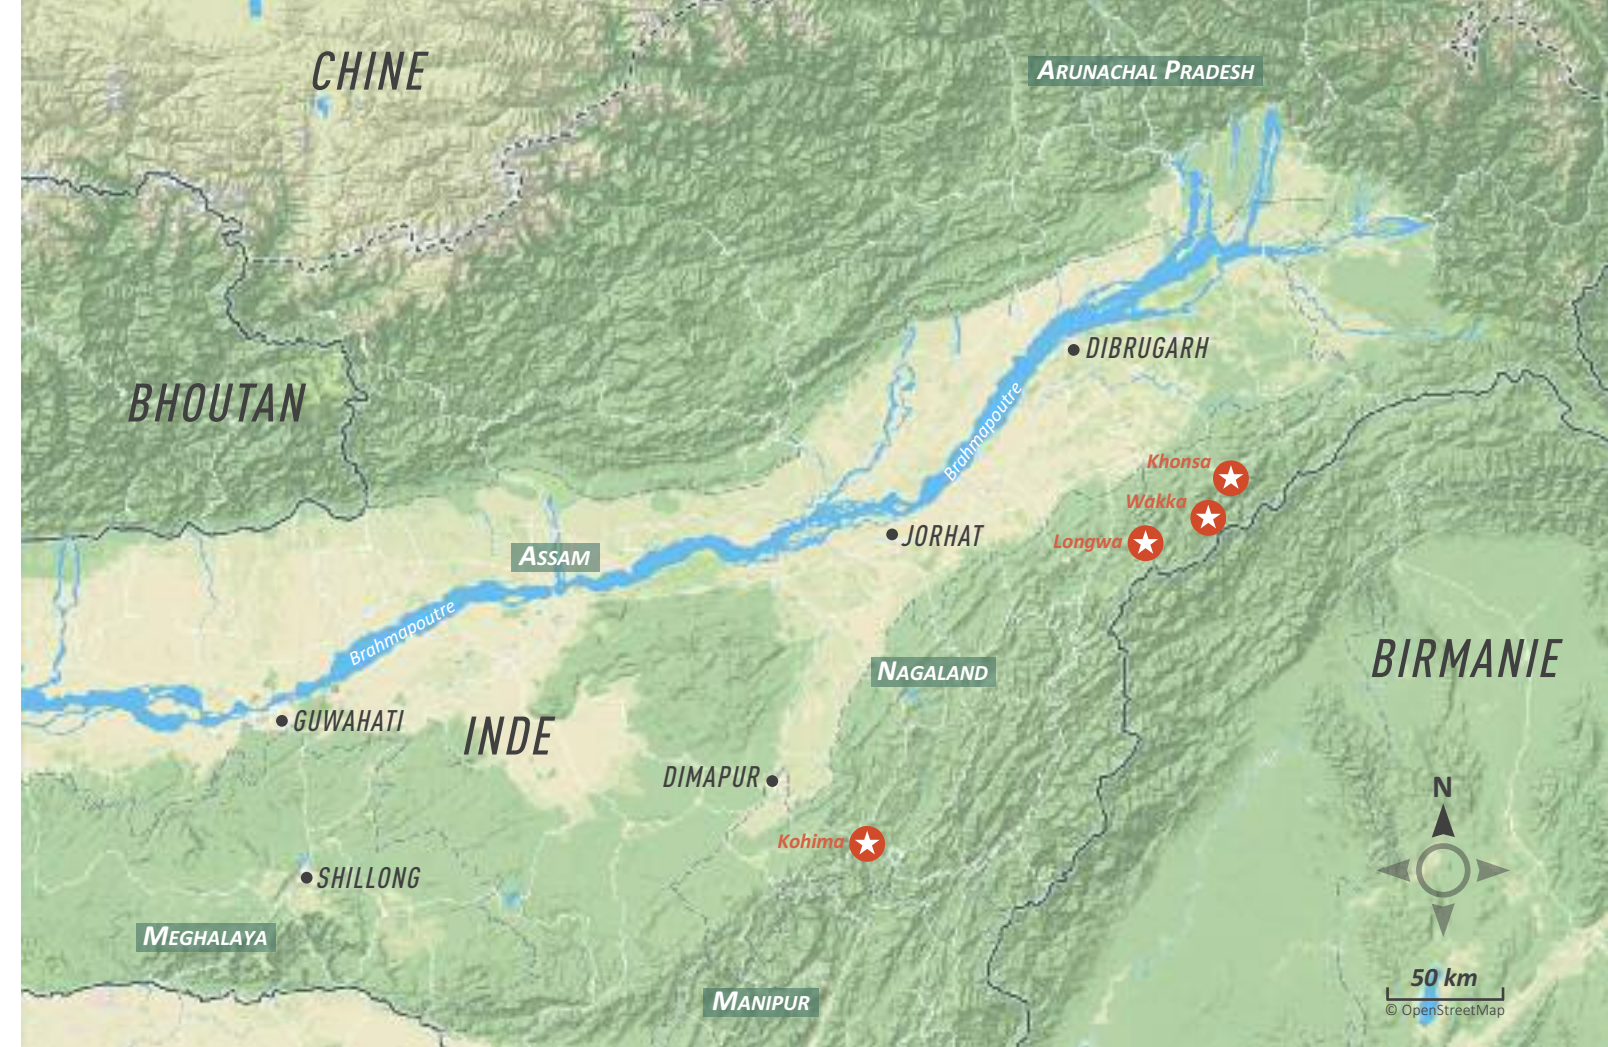 CHINE
ARUNACHAL PRADESH
DIBRUGARH
BHOUTAN
Brahmapoutre
Khonsa
Wakka
JORHAT
Longwa
ASSAM
Brahmapoutre
BIRMANIE
NAGALAND
GUWAHATI
INDE
DIMAPUR
N
Kohima
SHILLONG
MEGHALAYA
50 km
MANIPUR
© OpenStreetMap